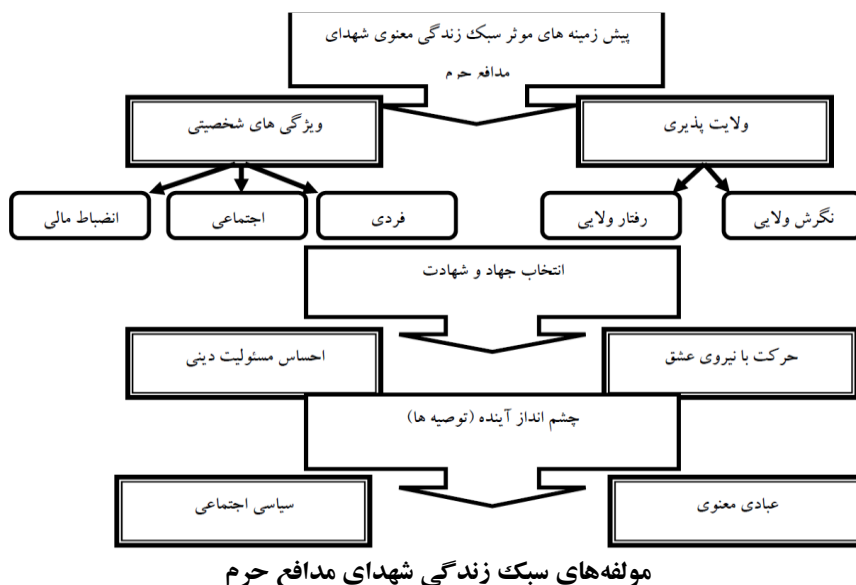 پیش زمینه های موثر سبک زندگی معنوی شهدای
مدافع حرم
ولایت پذیری
ویژگی های شخصیتی
نگرش ولایی
رفتار ولایی
فردی
اجتماعی
انضباط مالی
انتخاب جهاد و شهادت
حرکت با نیروی عشق
احساس مسئولیت دینی
چشم انداز آینده (توصیه ها)
عبادی معنوی
سیاسی اجتماعی
مولفه‌های سبک زندگی شهدای مدافع حرم